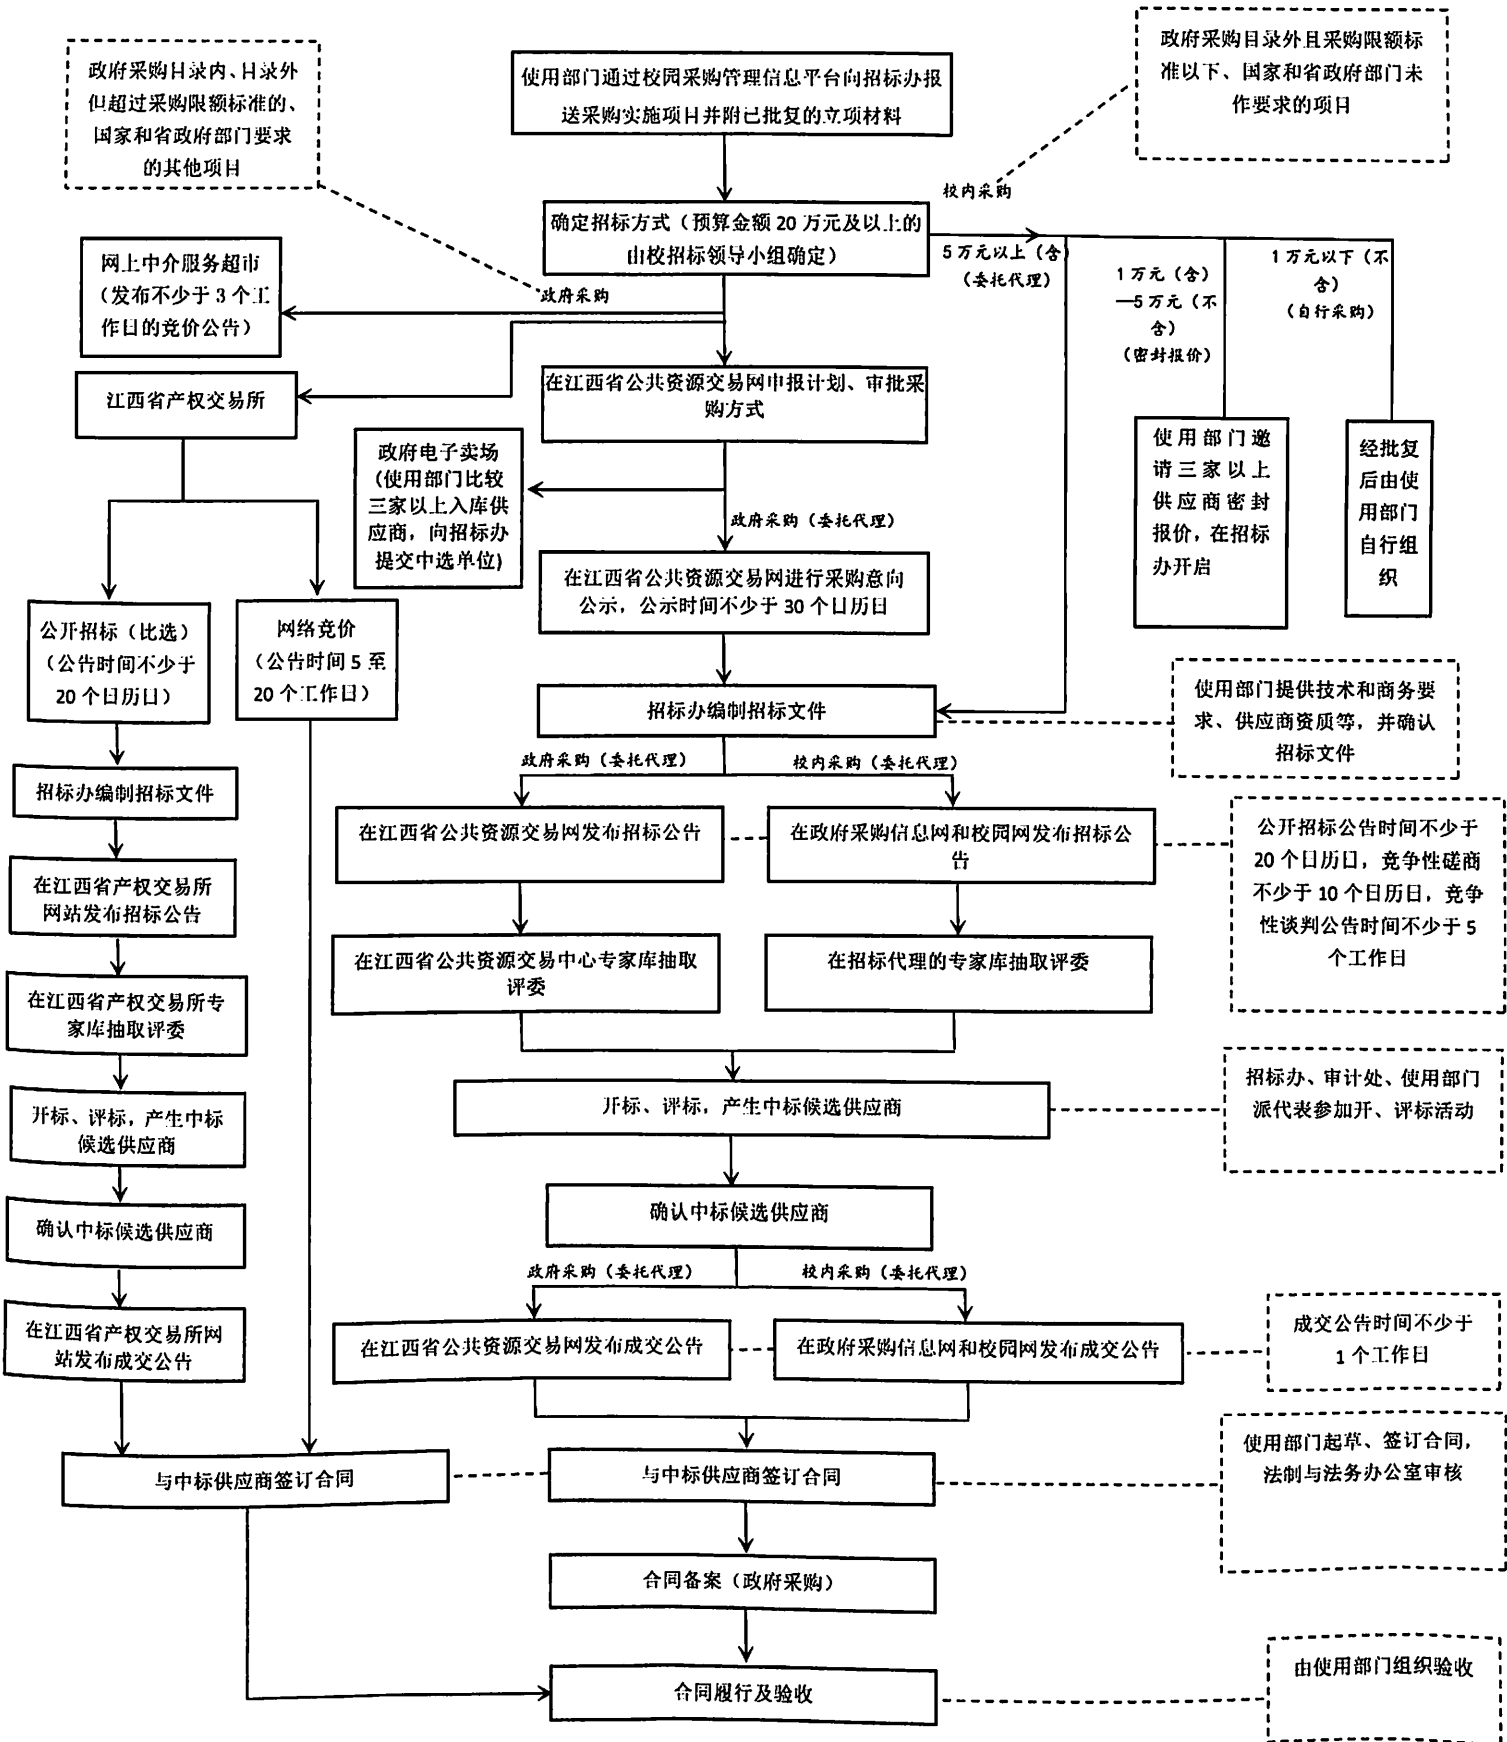 政府采购目录外且采购限额标
准以下、国家和省政府部门未
作要求的项目
政府采购目录内、目录外
但超过采购限额标准的、
国家和省政府部门要求
的其他项目
使用部门通过校园采购管理信息平台向招标办报
送采购实施项目并附已批复的立项材料
校内采购
确定招标方式（预算金额 20 万元及以上的
由校招标领导小组确定）
5 万元以上（含）
（委托代理）
1 万元（含）
—5 万元（不
含）
（密封报价）
1 万元以下（不
含）
（自行采购）
网上中介服务超市
（发布不少于 3 个工
作日的竞价公告）
政府采购
江西省产权交易所
在江西省公共资源交易网申报计划、审批采
购方式
政府电子卖场
(使用部门比较
三家以上入库供
应商，向招标办
提交中选单位)
政府采购（委托代理）
使用部门邀
请三家以上
供应商密封
报价，在招标
办开启
经批复
后由使
用部门
自行组
织
在江西省公共资源交易网进行采购意向
公示，公示时间不少于 30 个日历日
公开招标（比选）
（公告时间不少于
20 个日历日）
网络竞价
（公告时间 5 至
20 个工作日）
招标办编制招标文件
使用部门提供技术和商务要
求、供应商资质等，并确认
招标文件
政府采购（委托代理）
校内采购（委托代理）
招标办编制招标文件
在江西省公共资源交易网发布招标公告
在政府采购信息网和校园网发布招标公
告
公开招标公告时间不少于
20 个日历日，竞争性磋商
不少于 10 个日历日，竞争
性谈判公告时间不少于 5
个工作日
在江西省产权交易所
网站发布招标公告
在江西省公共资源交易中心专家库抽取
评委
在招标代理的专家库抽取评委
在江西省产权交易所专
家库抽取评委
开标、评标，产生中标候选供应商
招标办、审计处、使用部门
派代表参加开、评标活动
开标、评标，产生中标
候选供应商
确认中标候选供应商
确认中标候选供应商
政府采购（委托代理）
校内采购（委托代理）
在江西省产权交易所网
站发布成交公告
在江西省公共资源交易网发布成交公告
在政府采购信息网和校园网发布成交公告
成交公告时间不少于
1 个工作日
与中标供应商签订合同
与中标供应商签订合同
使用部门起草、签订合同，
法制与法务办公室审核
合同备案（政府采购）
合同履行及验收
由使用部门组织验收